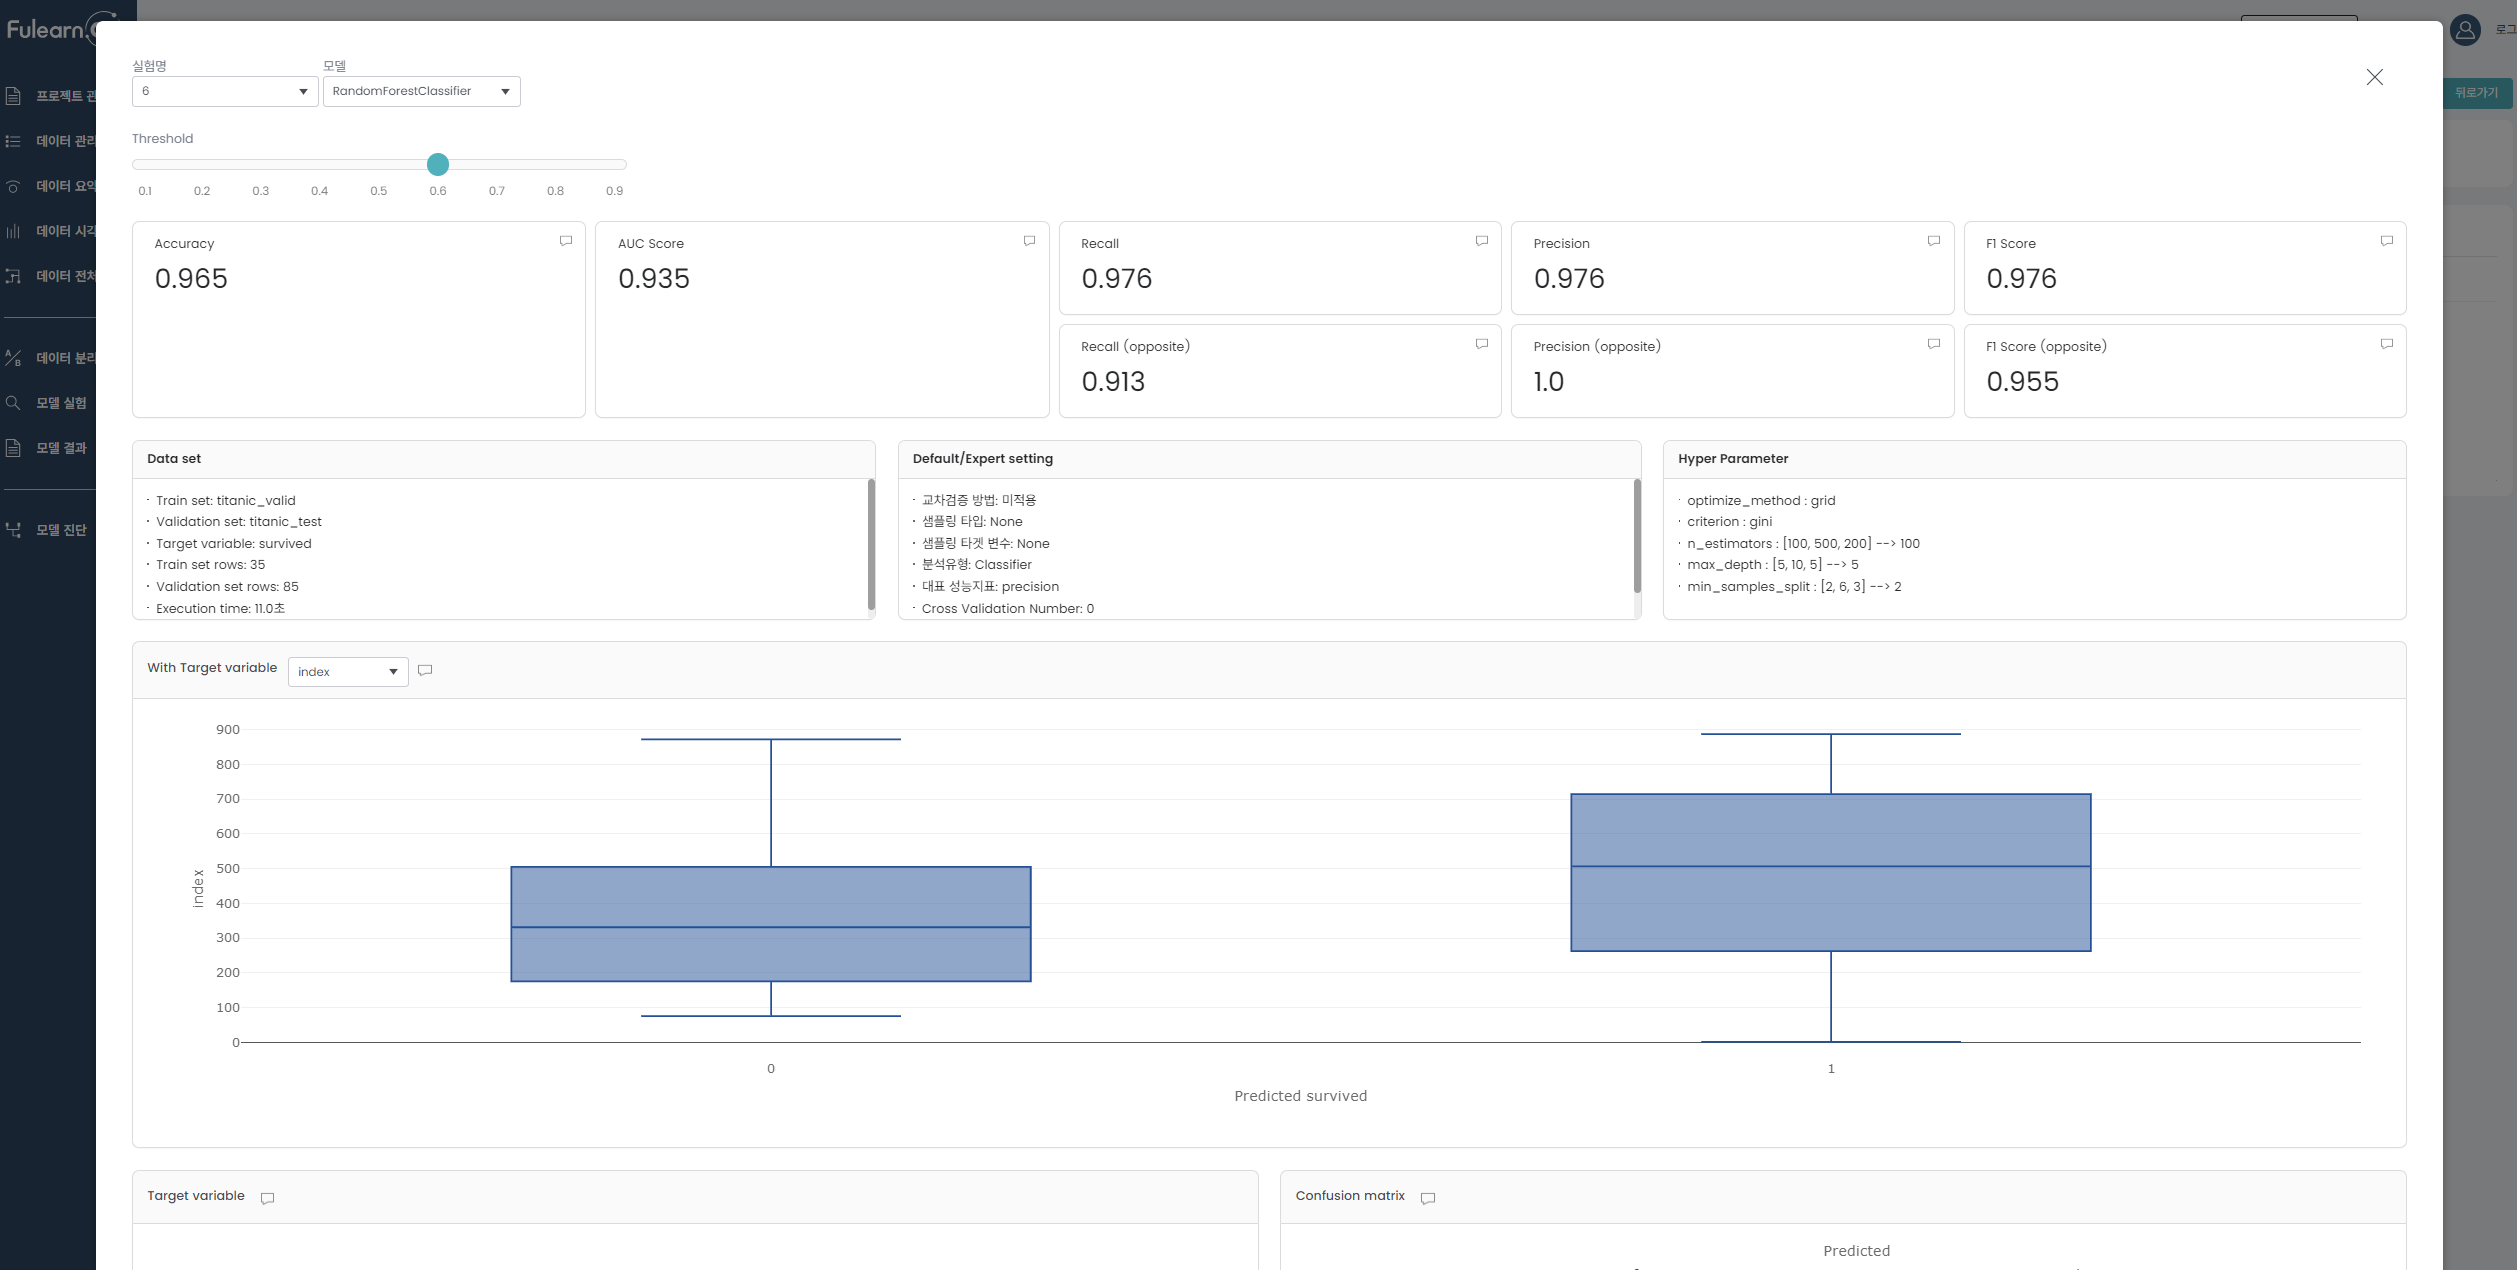 Fulearn.
로그
프로젝트 관
데이터 관리
데이터 요약
데이터 시각
데이터 전처
데이터 분리
모델 실험
모델 결과
모델 진단
뒤로가기
실험명
모델
6
RandomForestClassifier
Threshold
0.1 0.2 0.3 0.4 0.5 0.6 0.7 0.8 0.9
Accuracy
0.965
AUC Score
0.935
Recall
0.976
Precision
0.976
F1 Score
0.976
Recall (opposite)
0.913
Precision (opposite)
1.0
F1 Score (opposite)
0.955
Data set
· Train set: titanic_valid
· Validation set: titanic_test
· Target variable: survived
· Train set rows: 35
· Validation set rows: 85
· Execution time: 11.0초
Default/Expert setting
· 교차검증 방법: 미적용
· 샘플링 타입: None
· 샘플링 타겟 변수: None
· 분석유형: Classifier
· 대표 성능지표: precision
· Cross Validation Number: 0
Hyper Parameter
· optimize_method : grid
· criterion : gini
· n_estimators : [100, 500, 200] --> 100
· max_depth : [5, 10, 5] --> 5
· min_samples_split : [2, 6, 3] --> 2
With Target variable
index
900
800
700
600
500
400
300
200
100
0
index
0
1
Predicted survived
Target variable
Confusion matrix
Predicted